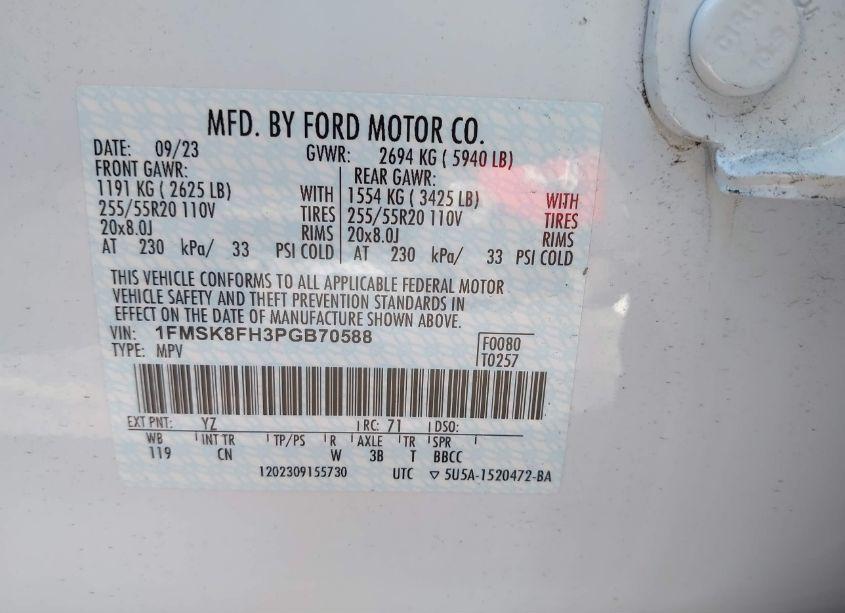 MFD. BY FORD MOTOR CO.
DATE: 09/23 GVWR: 2694 KG ( 5940 LB)
FRONT GAWR: REAR GAWR:
1191 KG ( 2625 LB) WITH 1554 KG ( 3425 LB) WITH
255/55R20 110V TIRES 255/55R20 110V TIRES
20x8.0J RIMS 20x8.0J RIMS
AT 230 kPa/ 33 PSI COLD AT 230 kPa/ 33 PSI COLD
THIS VEHICLE CONFORMS TO ALL APPLICABLE FEDERAL MOTOR
VEHICLE SAFETY AND THEFT PREVENTION STANDARDS IN
EFFECT ON THE DATE OF MANUFACTURE SHOWN ABOVE.
VIN: 1FMSK8FH3PGB70588
TYPE: MPV
F0080
T0257
EXT PNT: YZ RC: 71 DSO:
WB INT TR TP/PS R AXLE TR SPR
119 CN W 3B T BBCC
1202309155730 UTC ▽ 5U5A-1520472-BA